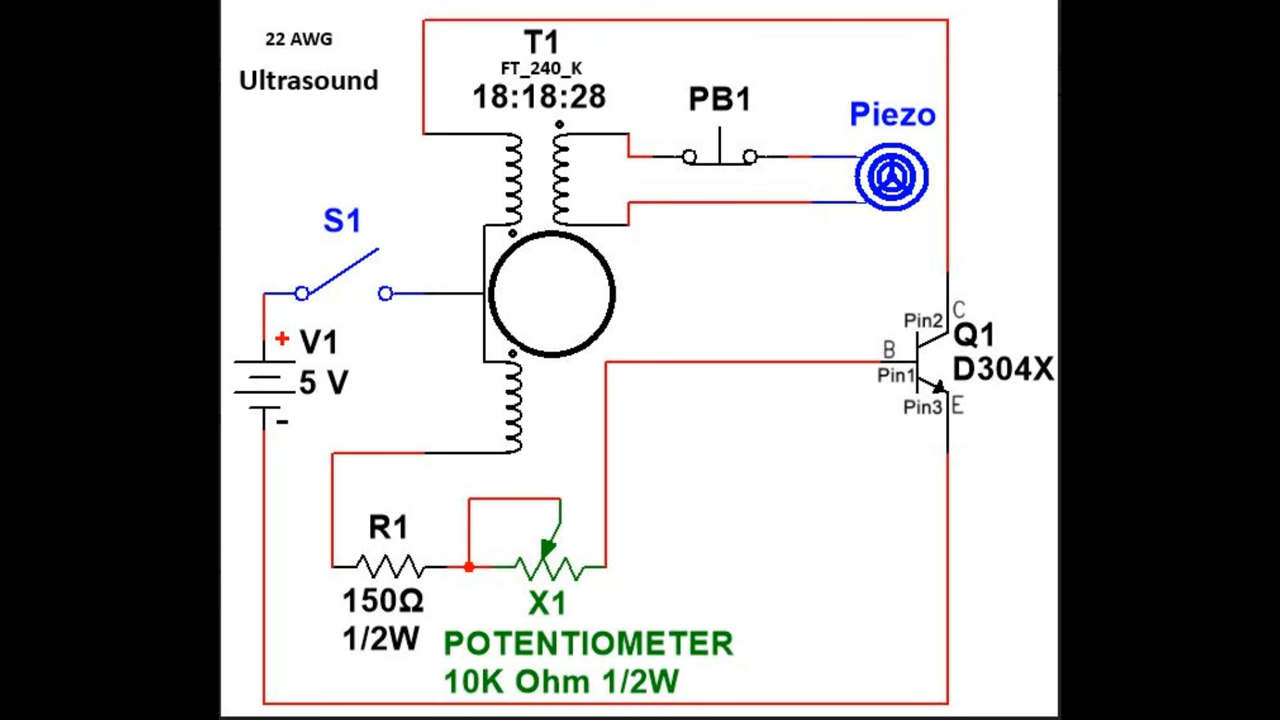 22 AWG
Ultrasound
T1
FT_240_K
18:18:28
PB1
Piezo
S1
+
V1
5 V
-
Pin2
C
Q1
B
D304X
Pin1
Pin3
E
R1
150Ω
1/2W
X1
POTENTIOMETER
10K Ohm 1/2W